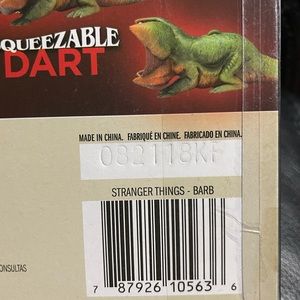 QUEEZABLE
DART
MADE IN CHINA. FABRIQUÉ EN CHINE. FABRICADO EN CHINA.
082118KF
STRANGER THINGS - BARB
ONSULTAS
7 87926 10563 6